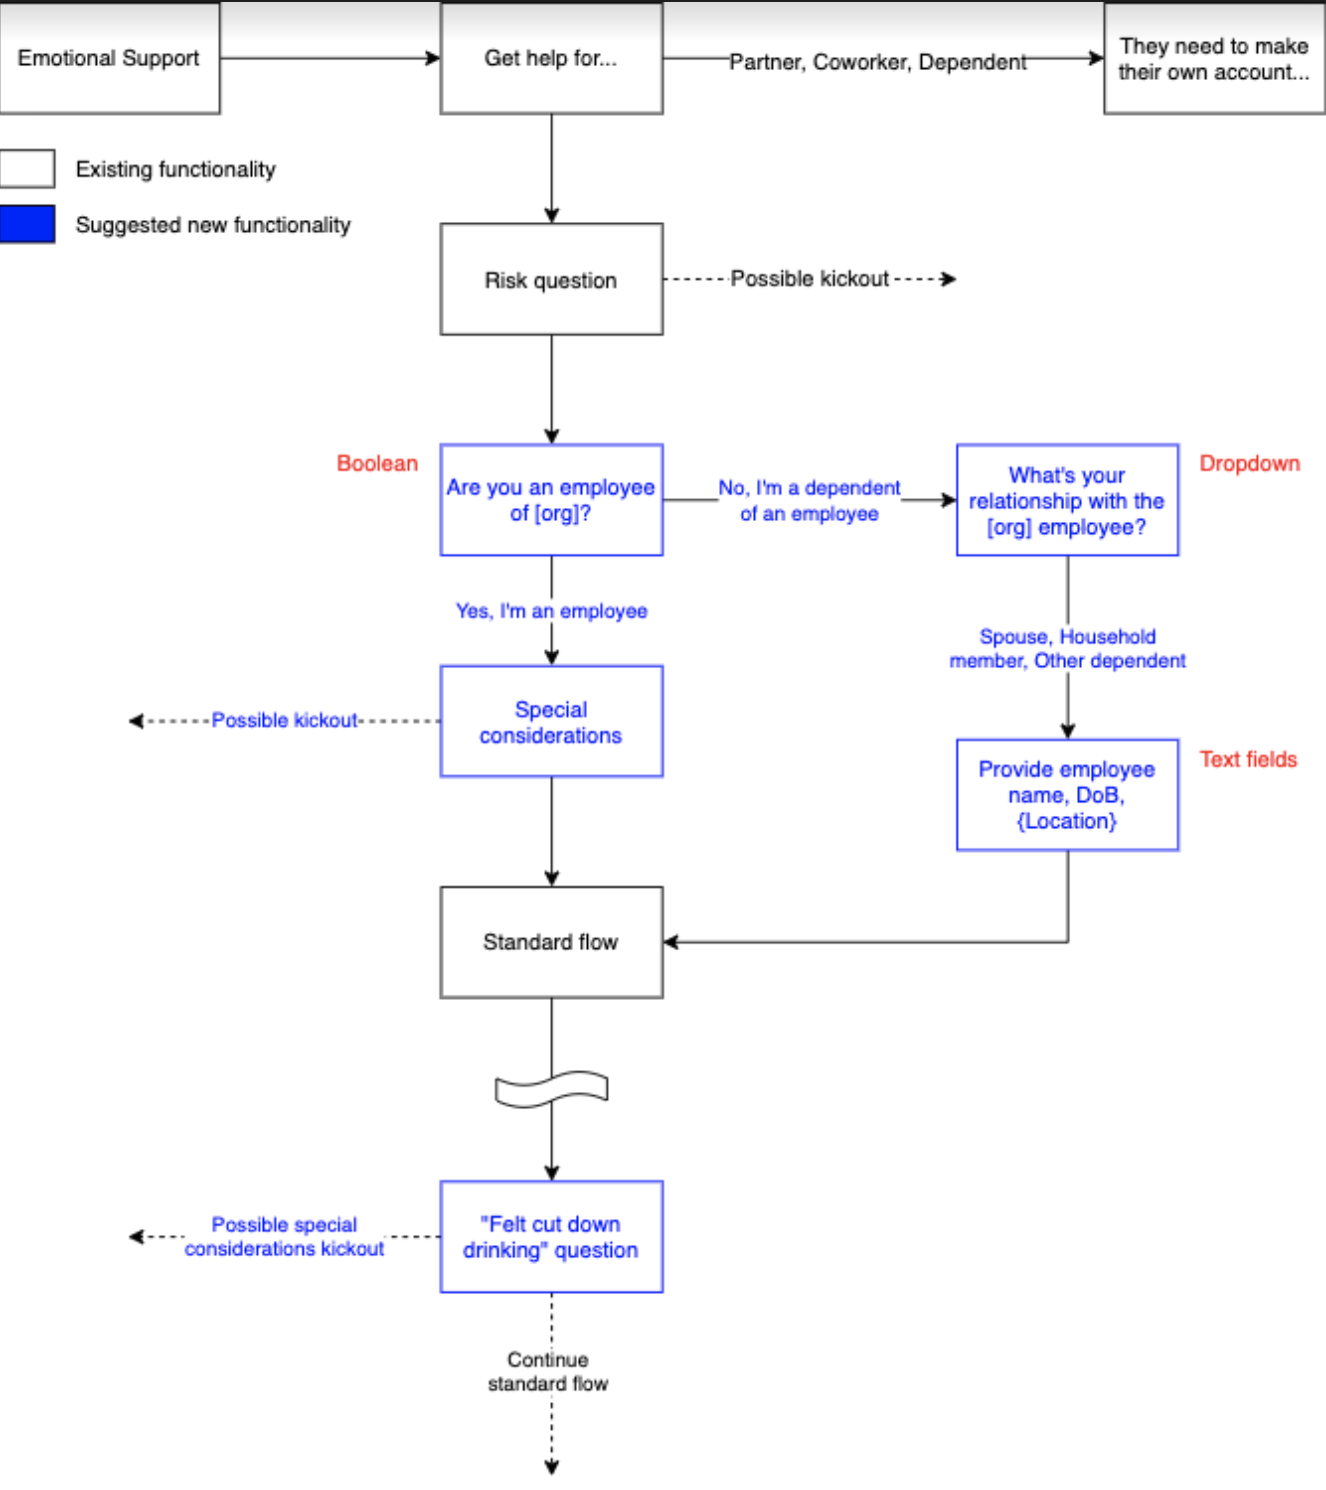 Emotional Support
Get help for...
Partner, Coworker, Dependent
They need to make
their own account...
Existing functionality
Suggested new functionality
Risk question
Possible kickout
Boolean
Are you an employee
of [org]?
No, I'm a dependent
of an employee
What's your
relationship with the
[org] employee?
Dropdown
Yes, I'm an employee
Spouse, Household
member, Other dependent
Possible kickout
Special
considerations
Provide employee
name, DoB,
{Location}
Text fields
Standard flow
Possible special
considerations kickout
"Felt cut down
drinking" question
Continue
standard flow